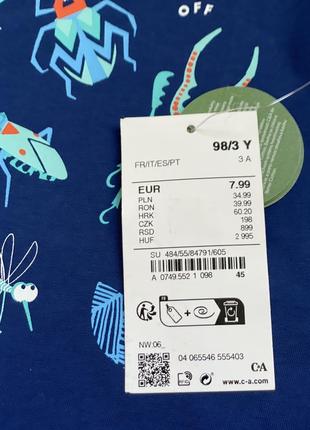 OFF
98/3 Y
FR/IT/ES/PT 3 A
EUR 7.99
PLN 34.99
RON 39.99
HRK 60.20
CZK 198
RSD 899
HUF 2 995
SU 484/55/84791/605
A 0749.552 1 098 45
FR
NW:06_
04 065546 555403
C&A
www.c-a.com